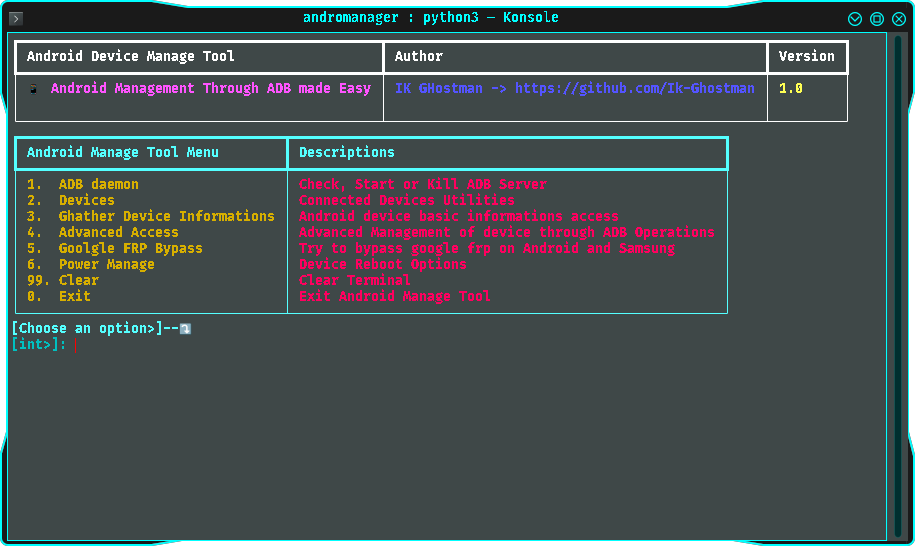 andromanager : python3 — Konsole
Android Device Manage Tool Author Version
Android Management Through ADB made Easy IK GHostman -> https://github.com/Ik-Ghostman 1.0
Android Manage Tool Menu Descriptions
1. ADB daemon Check, Start or Kill ADB Server
2. Devices Connected Devices Utilities
3. Ghather Device Informations Android device basic informations access
4. Advanced Access Advanced Management of device through ADB Operations
5. Goolgle FRP Bypass Try to bypass google frp on Android and Samsung
6. Power Manage Device Reboot Options
99. Clear Clear Terminal
0. Exit Exit Android Manage Tool
[Choose an option>]--⤵
[int>]: